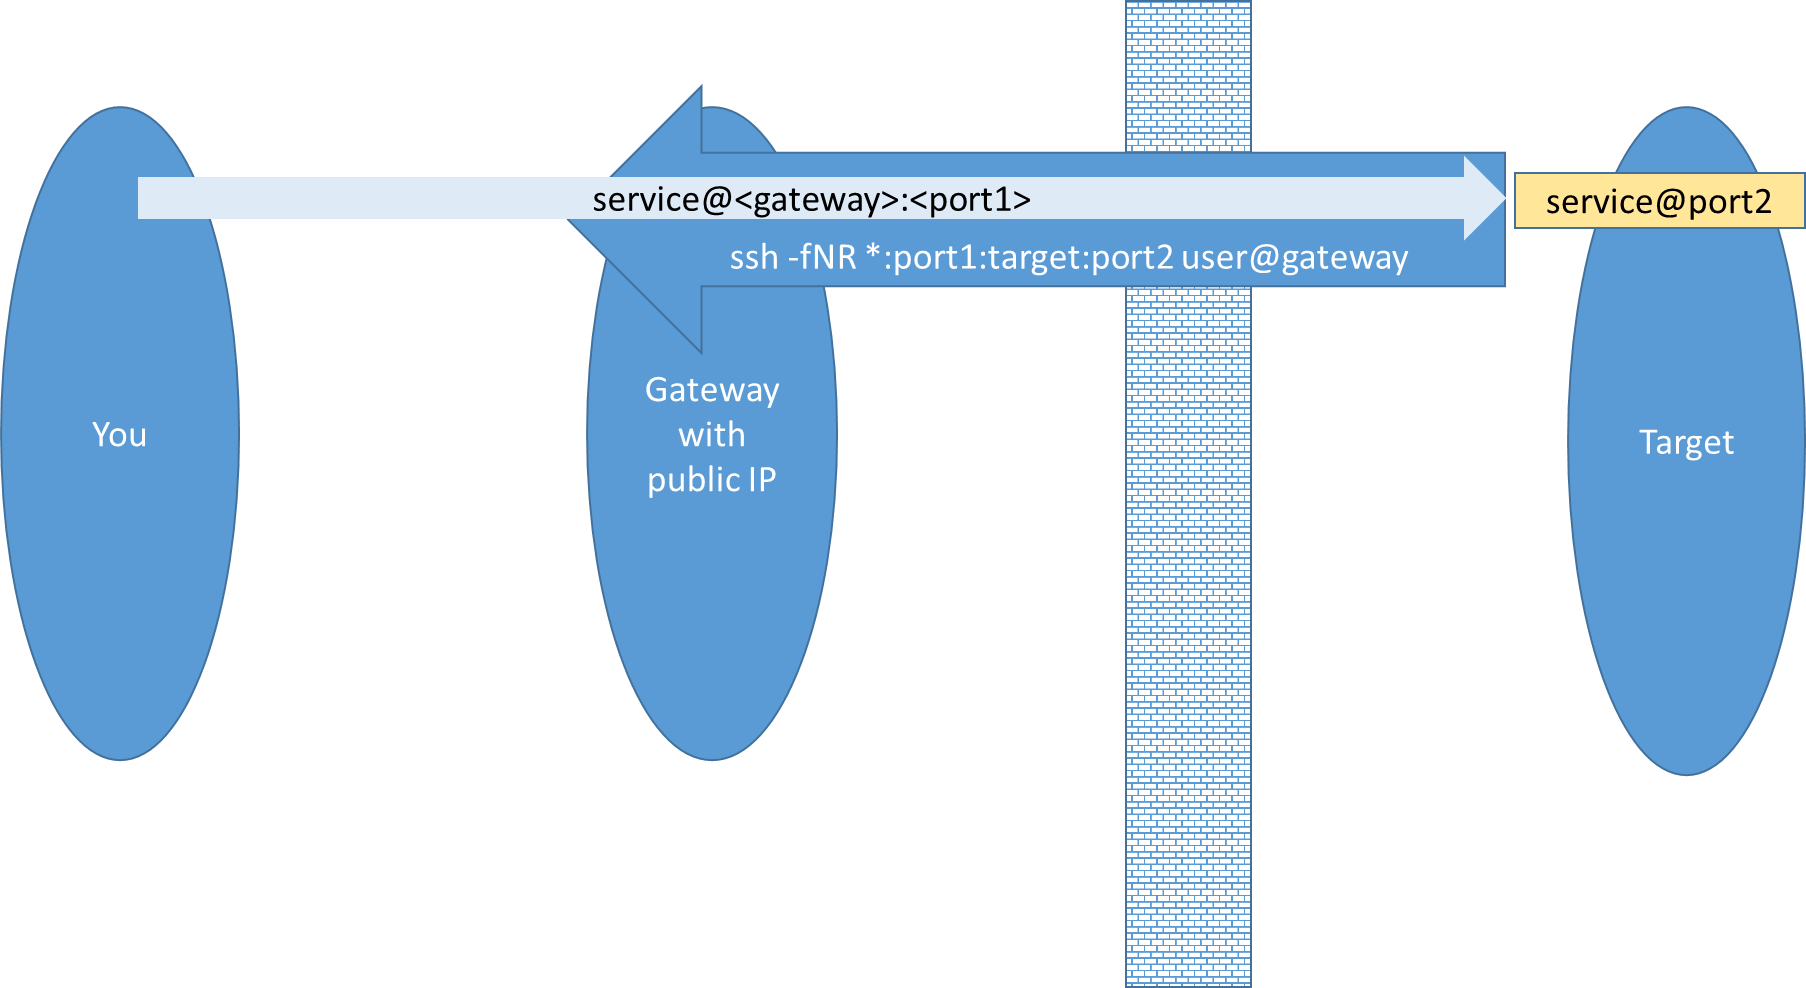 service@<gateway>:<port1>
service@port2
ssh -fNR *:port1:target:port2 user@gateway
You
Gateway
with
public IP
Target